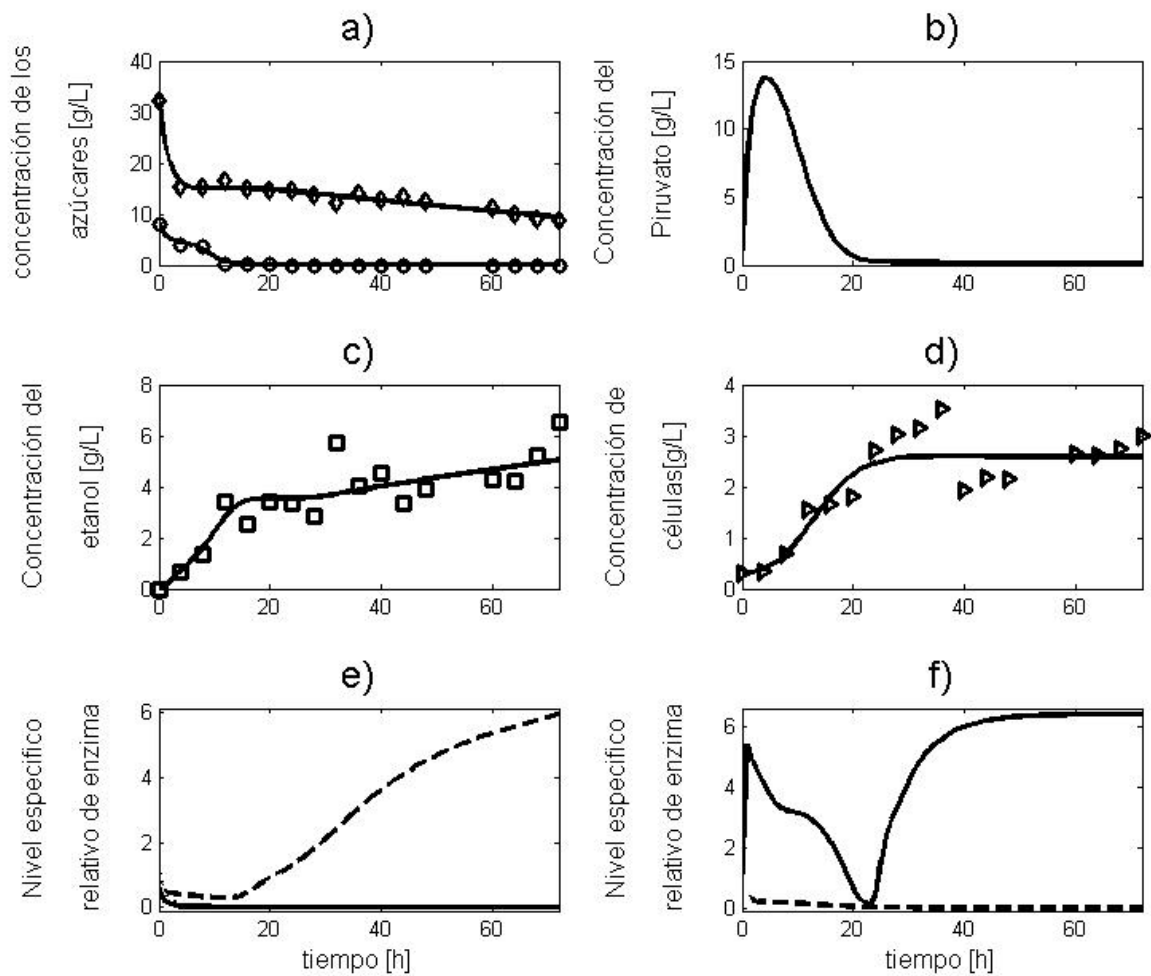 a)
concentración de los
azúcares [g/L]
40
30
20
10
0
0 20 40 60
b)
Concentración del
Piruvato [g/L]
15
10
5
0
0 20 40 60
c)
Concentración del
etanol [g/L]
8
6
4
2
0
0 20 40 60
d)
Concentración de
células[g/L]
4
3
2
1
0
0 20 40 60
e)
Nivel especifico
relativo de enzima
6
4
2
0
0 20 40 60
tiempo [h]
f)
Nivel especifico
relativo de enzima
6
4
2
0
0 20 40 60
tiempo [h]